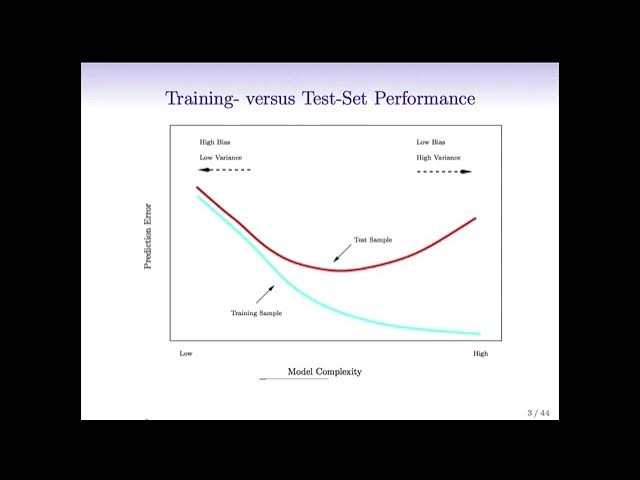 Training- versus Test-Set Performance
High Bias
Low Variance
Low Bias
High Variance
Prediction Error
Test Sample
Training Sample
Low
High
Model Complexity
3 / 44